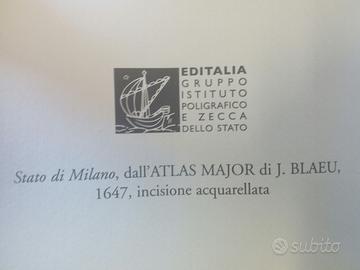 EDITALIA
GRUPPO
ISTITUTO
POLIGRAFICO
E ZECCA
DELLO STATO
Stato di Milano, dall'ATLAS MAJOR di J. BLAEU,
1647, incisione acquarellata
subito